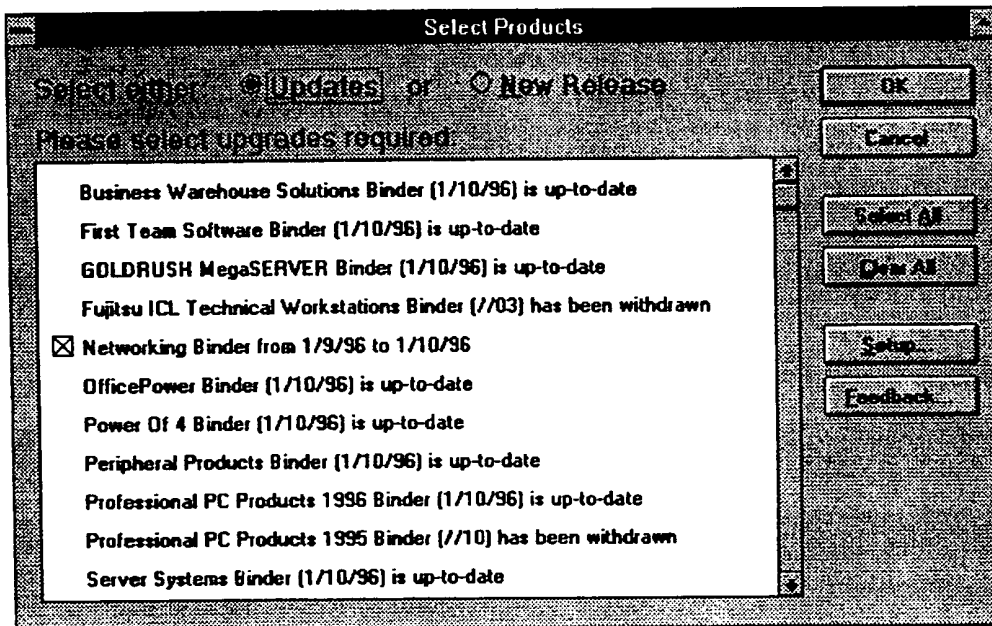 Select Products
Select either: Updates or New Release
Please select upgrades required:
Business Warehouse Solutions Binder (1/10/96) is up-to-date
First Team Software Binder (1/10/96) is up-to-date
GOLDRUSH MegaSERVER Binder (1/10/96) is up-to-date
Fujitsu ICL Technical Workstations Binder (//03) has been withdrawn
Networking Binder from 1/9/96 to 1/10/96
OfficePower Binder (1/10/96) is up-to-date
Power Of 4 Binder (1/10/96) is up-to-date
Peripheral Products Binder (1/10/96) is up-to-date
Professional PC Products 1996 Binder (1/10/96) is up-to-date
Professional PC Products 1995 Binder (//10) has been withdrawn
Server Systems Binder (1/10/96) is up-to-date
OK
Cancel
Select All
Clear All
Setup...
Feedback...